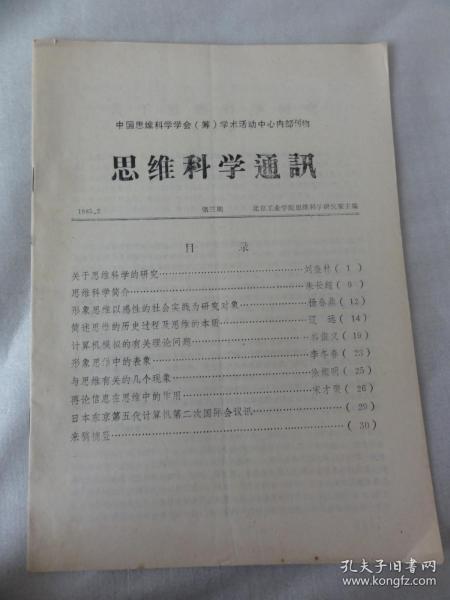 中国思维科学学会（筹）学术活动中心内部刊物
思维科学通訊
1985.2 第三期 北京工业学院思维科学研究室主编
目 录
关于思维科学的研究 刘奎林（1）
思维科学简介 朱长超（9）
形象思维以感性的社会实践为研究对象 杨春鼎（12）
简述思维的历史过程及思维的本质（14）
计算机模拟的有关理论问题（19）
形象思维中的表象（23）
与思维有关的几个现象（25）
再论信息在思维中的作用（26）
日本东京第五代计算机第二次国际会议讯（29）
来稿摘登（30）
孔夫子旧书网
www.kongfz.com